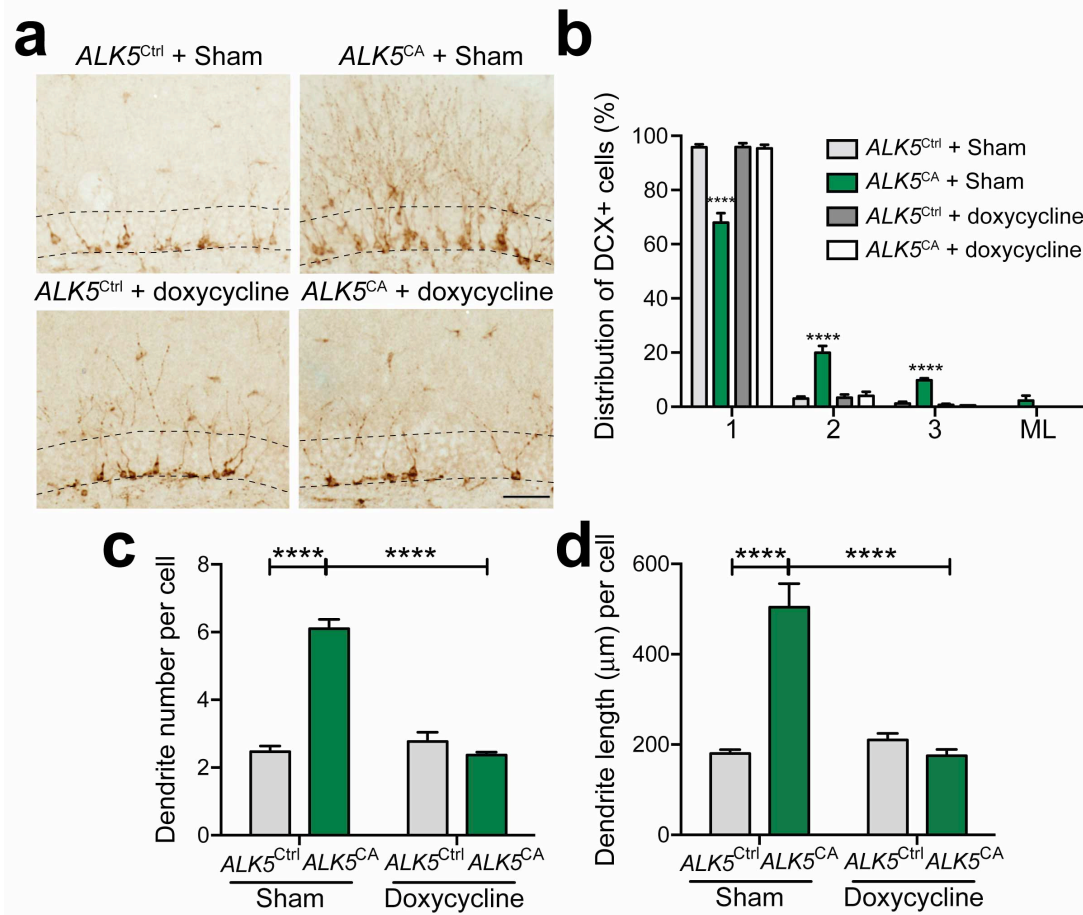 a
ALK5Ctrl + Sham
ALK5CA + Sham
ALK5Ctrl + doxycycline
ALK5CA + doxycycline
b
Distribution of DCX+ cells (%)
100
80
60
40
20
0
****
****
****
1
2
3
ML
ALK5Ctrl + Sham
ALK5CA + Sham
ALK5Ctrl + doxycycline
ALK5CA + doxycycline
c
Dendrite number per cell
8
6
4
2
0
****
****
ALK5Ctrl
ALK5CA
ALK5Ctrl
ALK5CA
Sham
Doxycycline
d
Dendrite length (μm) per cell
600
400
200
0
****
****
ALK5Ctrl
ALK5CA
ALK5Ctrl
ALK5CA
Sham
Doxycycline